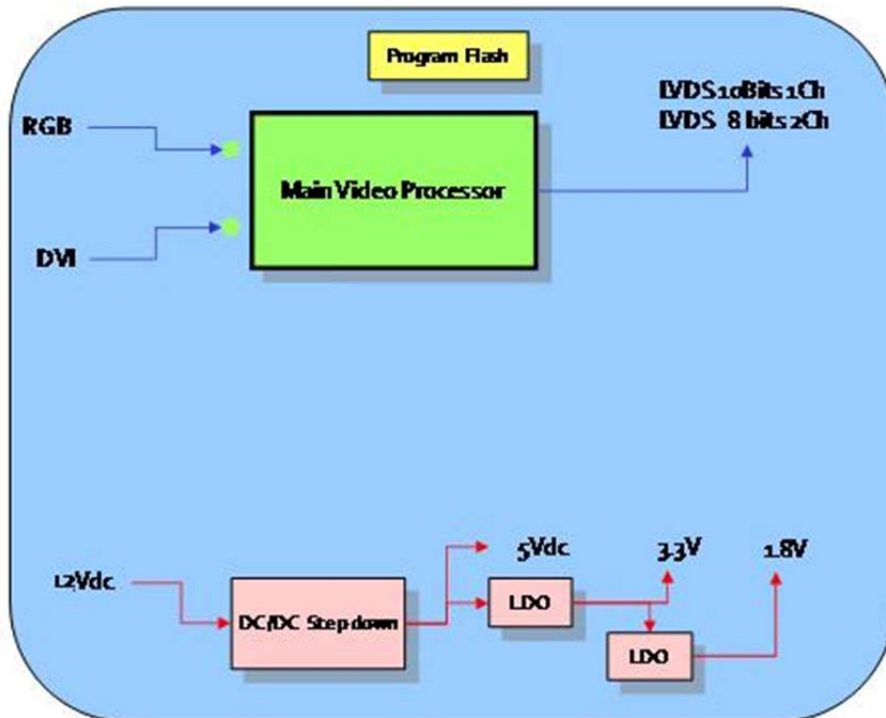 Program Flash
LVDS 10Bits 1Ch
LVDS 8 bits 2Ch
RGB
Main Video Processor
DVI
5Vdc
3.3V
1.8V
12Vdc
DC/DC Step down
LDO
LDO